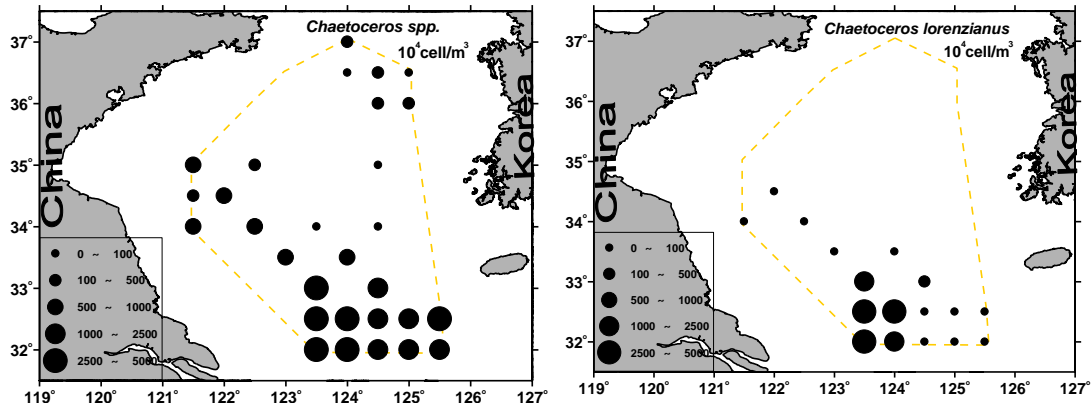 Chaetoceros spp.
10⁴cell/m³
China
Korea
37°
36°
35°
34°
33°
32°
0 ~ 100
100 ~ 500
500 ~ 1000
1000 ~ 2500
2500 ~ 5000
119° 120° 121° 122° 123° 124° 125° 126° 127°
Chaetoceros lorenzianus
10⁴cell/m³
China
Korea
37°
36°
35°
34°
33°
32°
0 ~ 100
100 ~ 500
500 ~ 1000
1000 ~ 2500
2500 ~ 5000
119° 120° 121° 122° 123° 124° 125° 126° 127°